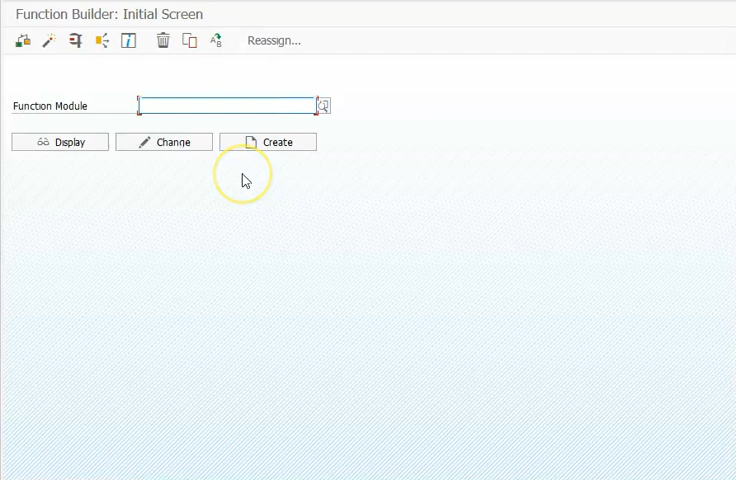 Function Builder: Initial Screen
Reassign...
Function Module
Display Change Create